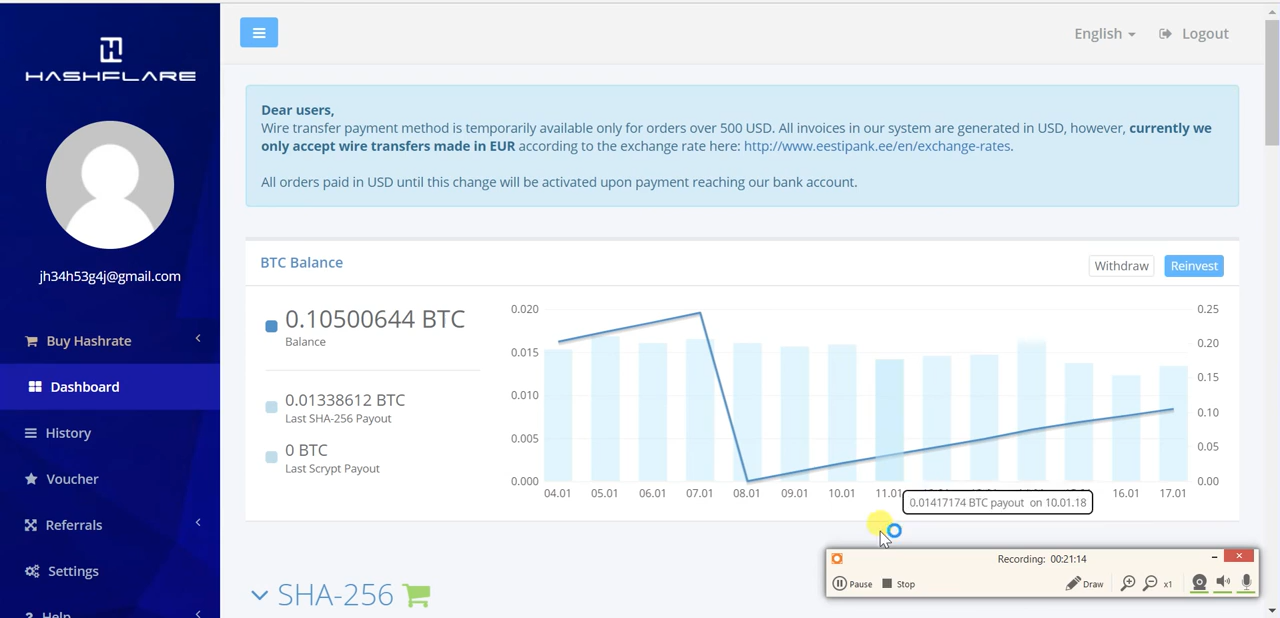 HASHFLARE
jh34h53g4j@gmail.com
Buy Hashrate
Dashboard
History
Voucher
Referrals
Settings
Help
English
Logout
Dear users,
Wire transfer payment method is temporarily available only for orders over 500 USD. All invoices in our system are generated in USD, however, currently we
only accept wire transfers made in EUR according to the exchange rate here: http://www.eestipank.ee/en/exchange-rates.
All orders paid in USD until this change will be activated upon payment reaching our bank account.
BTC Balance
Withdraw
Reinvest
0.10500644 BTC
Balance
0.01338612 BTC
Last SHA-256 Payout
0 BTC
Last Scrypt Payout
0.020
0.015
0.010
0.005
0.000
0.25
0.20
0.15
0.10
0.05
0.00
04.01 05.01 06.01 07.01 08.01 09.01 10.01 11.01 16.01 17.01
0.01417174 BTC payout on 10.01.18
SHA-256
Recording: 00:21:14
Pause Stop Draw x1